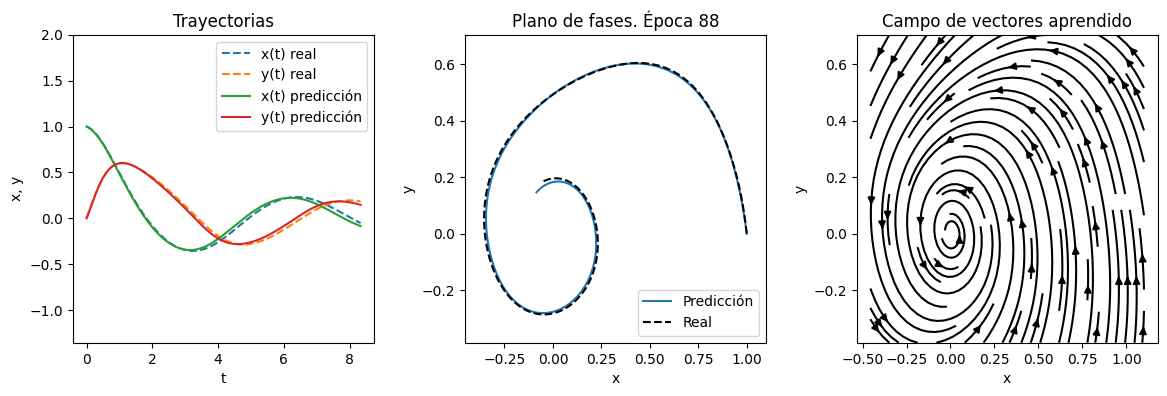 Trayectorias
2.0
1.5
1.0
0.5
0.0
−0.5
−1.0
x, y
0
2
4
6
8
t
x(t) real
y(t) real
x(t) predicción
y(t) predicción
Plano de fases. Época 88
0.6
0.4
0.2
0.0
−0.2
y
−0.25
0.00
0.25
0.50
0.75
1.00
x
Predicción
Real
Campo de vectores aprendido
0.6
0.4
0.2
0.0
−0.2
y
−0.50
−0.25
0.00
0.25
0.50
0.75
1.00
x